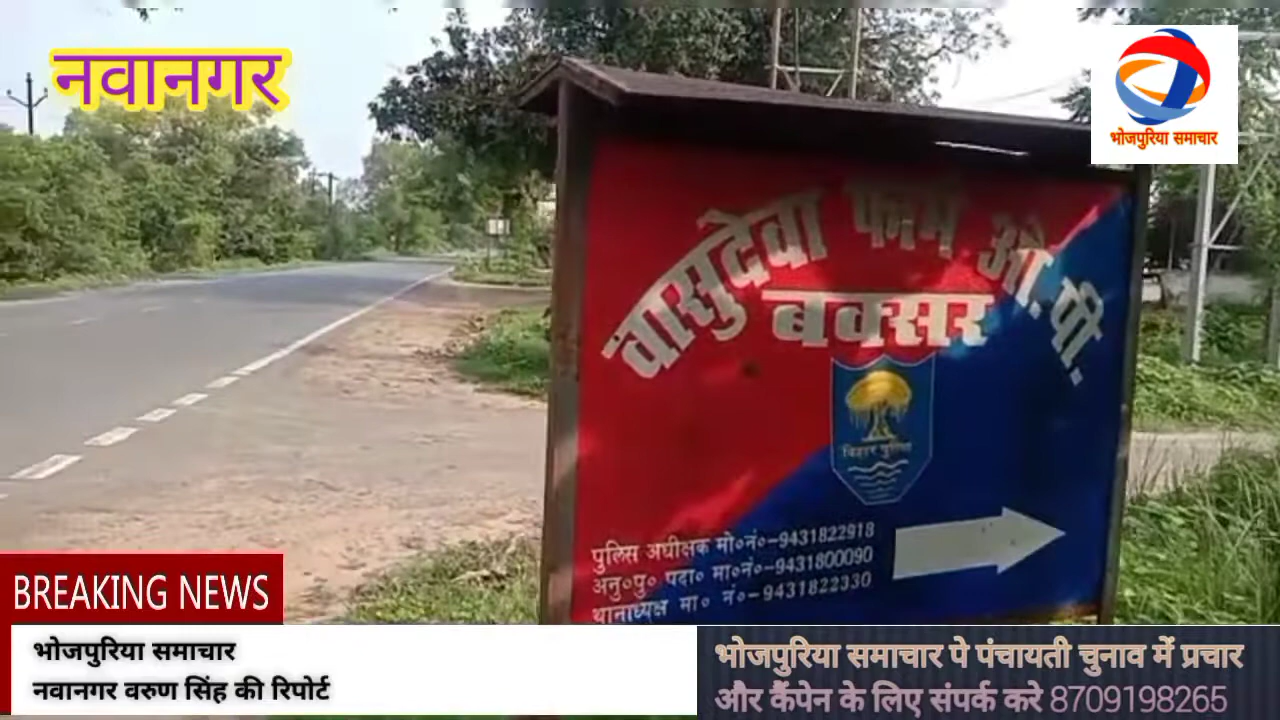 नवानगर
भोजपुरिया समाचार
वासुदेवा फार्म ओ.पी.
बक्सर
बिहार पुलिस
पुलिस अधीक्षक मो०नं०-9431822918
अनु०पु० पदा० मो०नं०-9431800090
थानाध्यक्ष मो० नं०-9431822330
BREAKING NEWS
भोजपुरिया समाचार
नवानगर वरुण सिंह की रिपोर्ट
भोजपुरिया समाचार पे पंचायती चुनाव में प्रचार
और कैंपेन के लिए संपर्क करे 8709198265